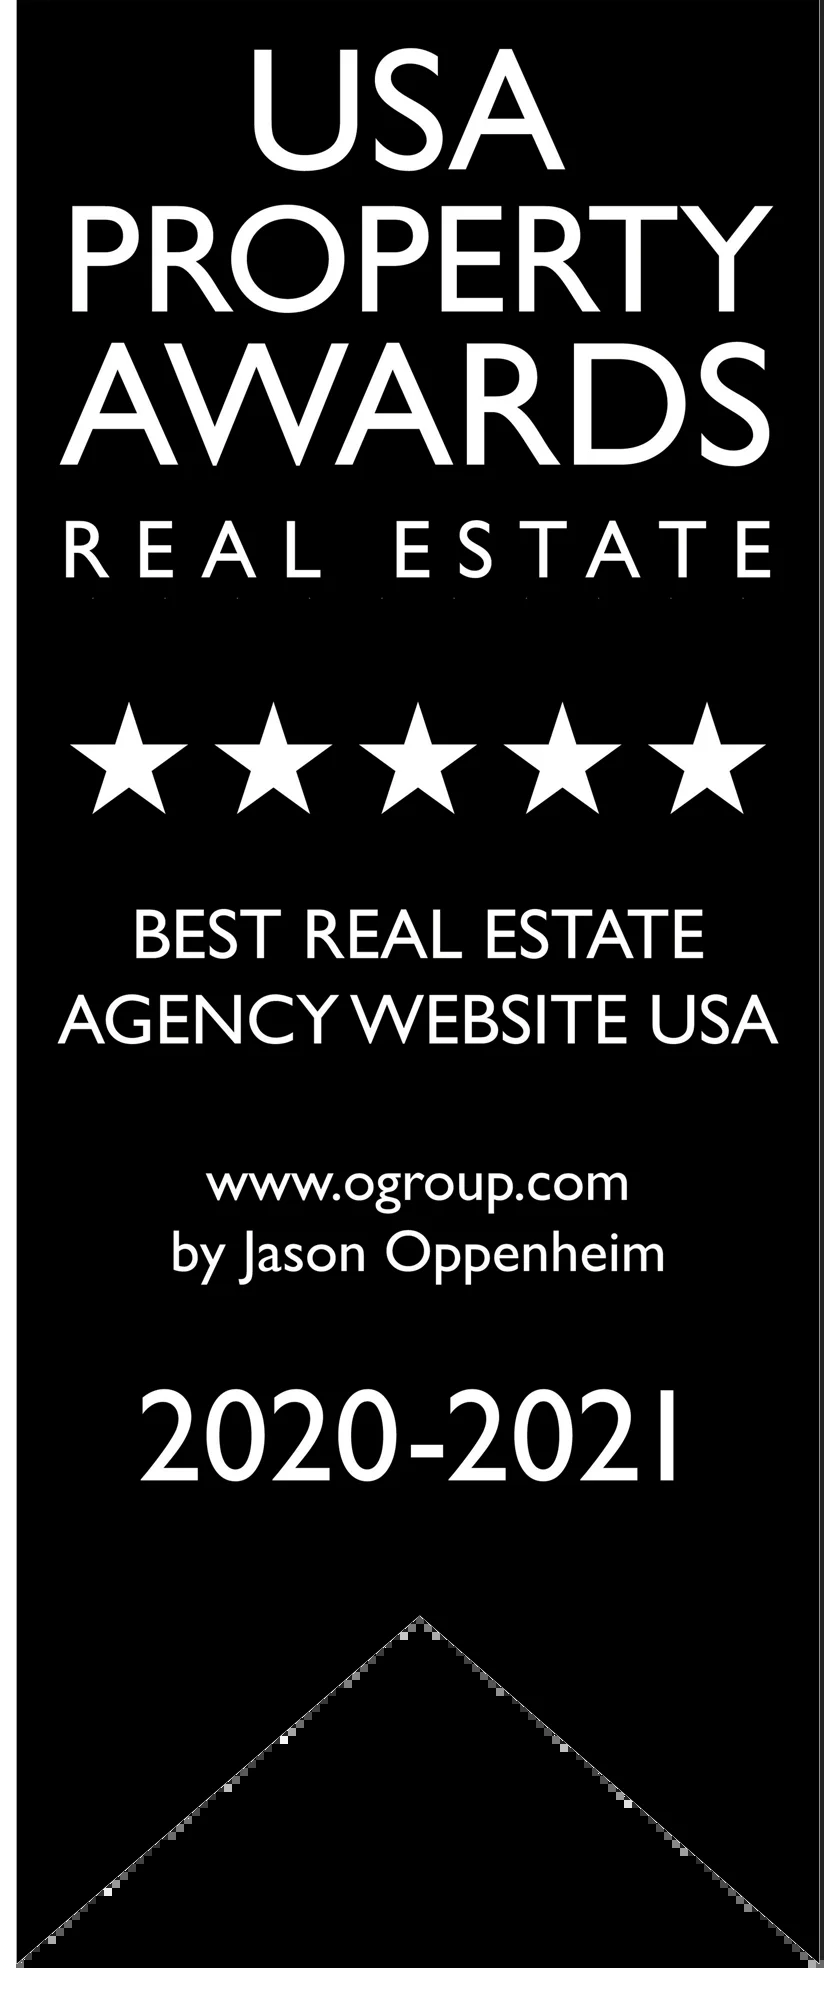 USA
PROPERTY
AWARDS
REAL ESTATE
BEST REAL ESTATE
AGENCY WEBSITE USA
www.ogroup.com
by Jason Oppenheim
2020-2021